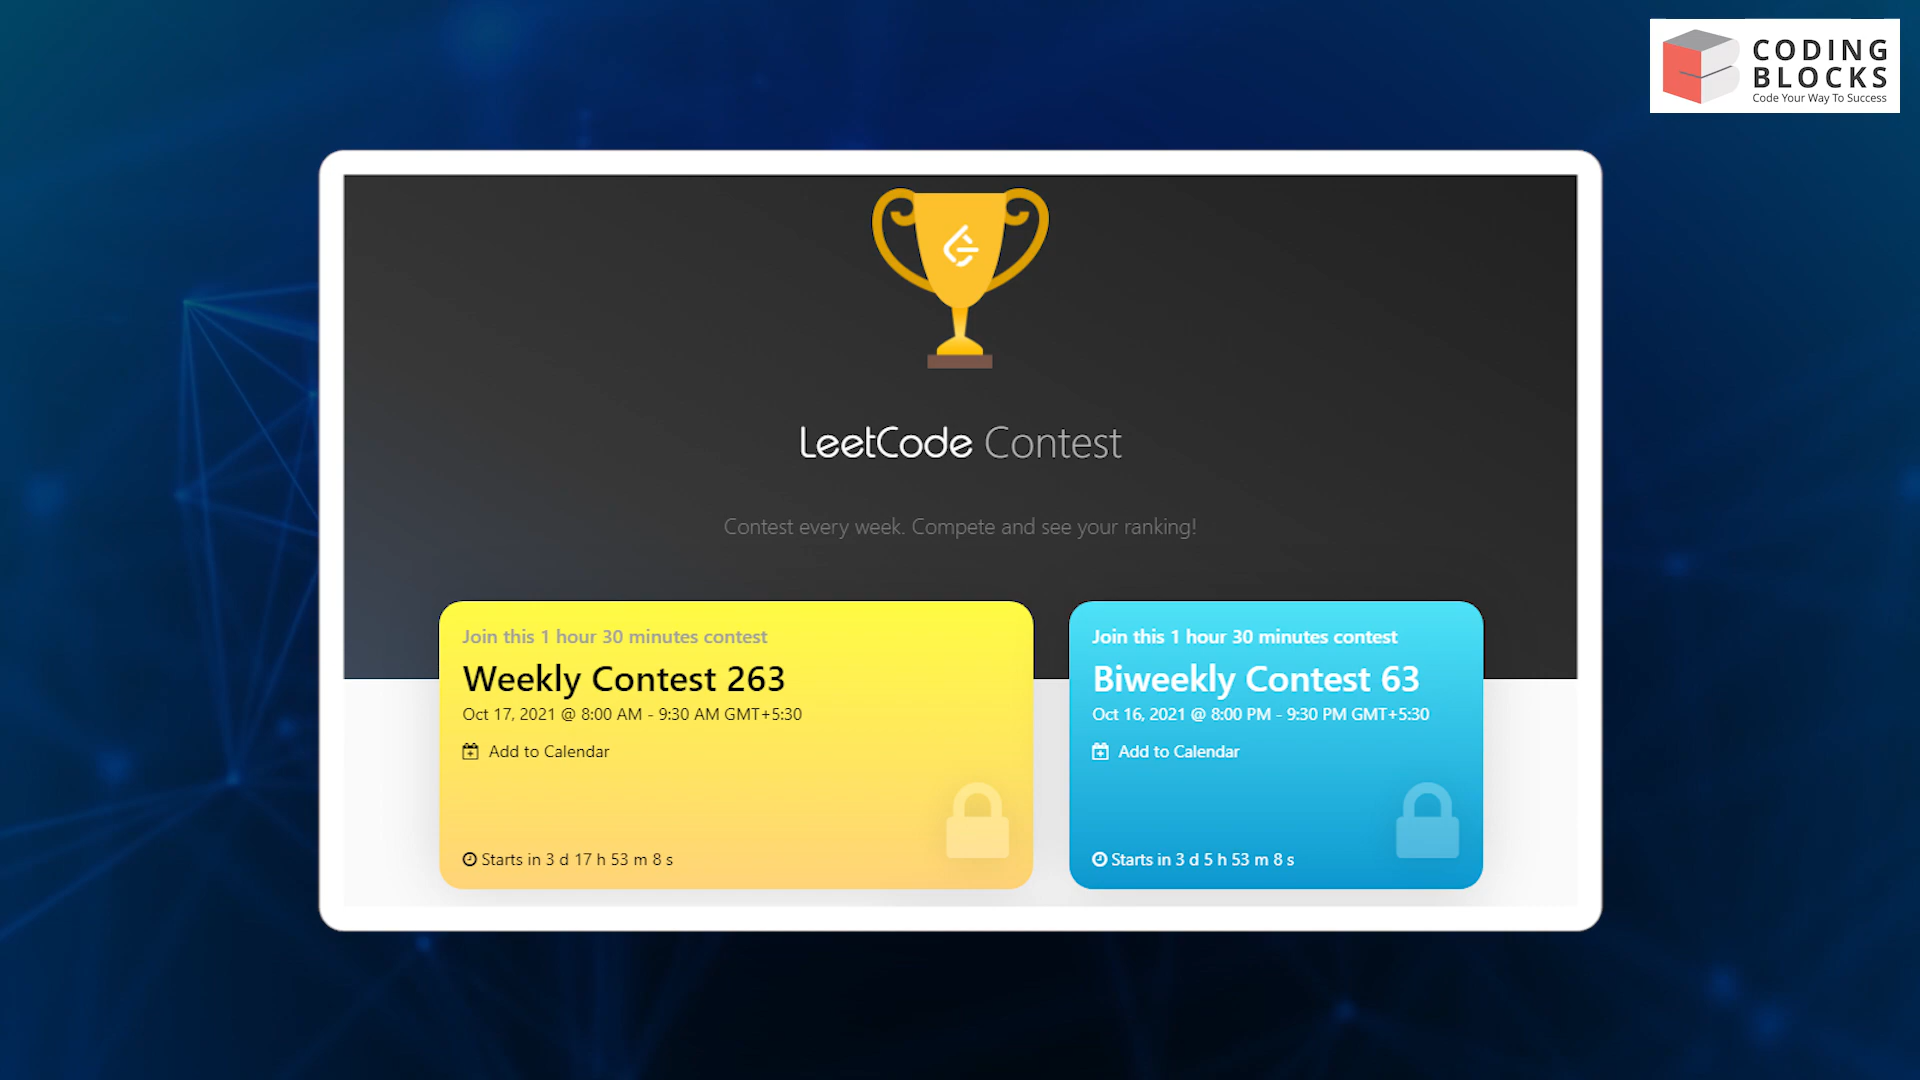 CODING
BLOCKS
Code Your Way To Success
LeetCode Contest
Contest every week. Compete and see your ranking!
Join this 1 hour 30 minutes contest
Weekly Contest 263
Oct 17, 2021 @ 8:00 AM - 9:30 AM GMT+5:30
Add to Calendar
Starts in 3 d 17 h 53 m 8 s
Join this 1 hour 30 minutes contest
Biweekly Contest 63
Oct 16, 2021 @ 8:00 PM - 9:30 PM GMT+5:30
Add to Calendar
Starts in 3 d 5 h 53 m 8 s